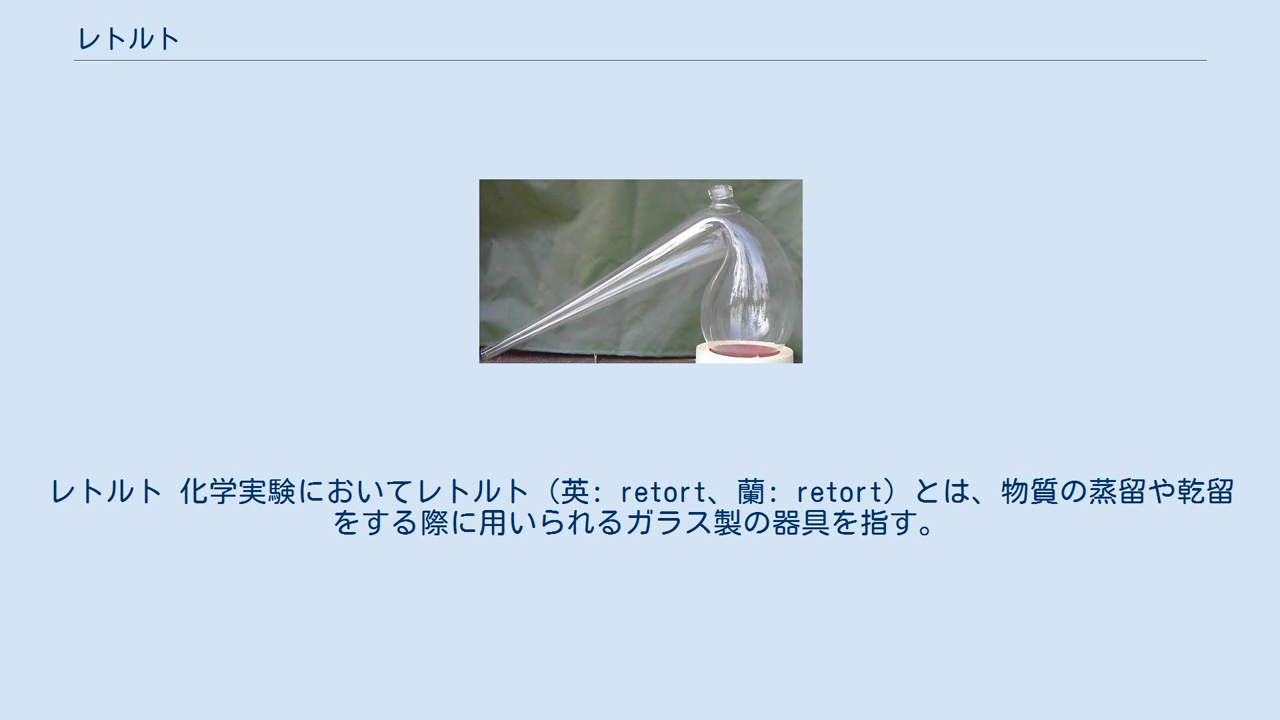 レトルト
レトルト 化学実験においてレトルト（英: retort、蘭: retort）とは、物質の蒸留や乾留
をする際に用いられるガラス製の器具を指す。